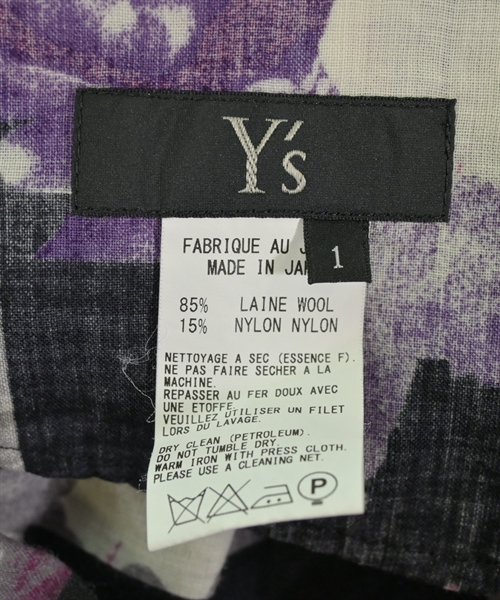 Y's
1
FABRIQUE AU
MADE IN
85% LAINE WOOL
15% NYLON NYLON
NETTOYAGE A SEC (ESSENCE F).
NE PAS FAIRE SECHER A LA
MACHINE.
REPASSER AU FER DOUX AVEC
UNE ETOFFE.
VEUILLEZ UTILISER UN FILET
LORS DU LAVAGE.
DRY CLEAN (PETROLEUM).
DO NOT TUMBLE DRY.
WARM IRON WITH PRESS CLOTH.
PLEASE USE A CLEANING NET.
P